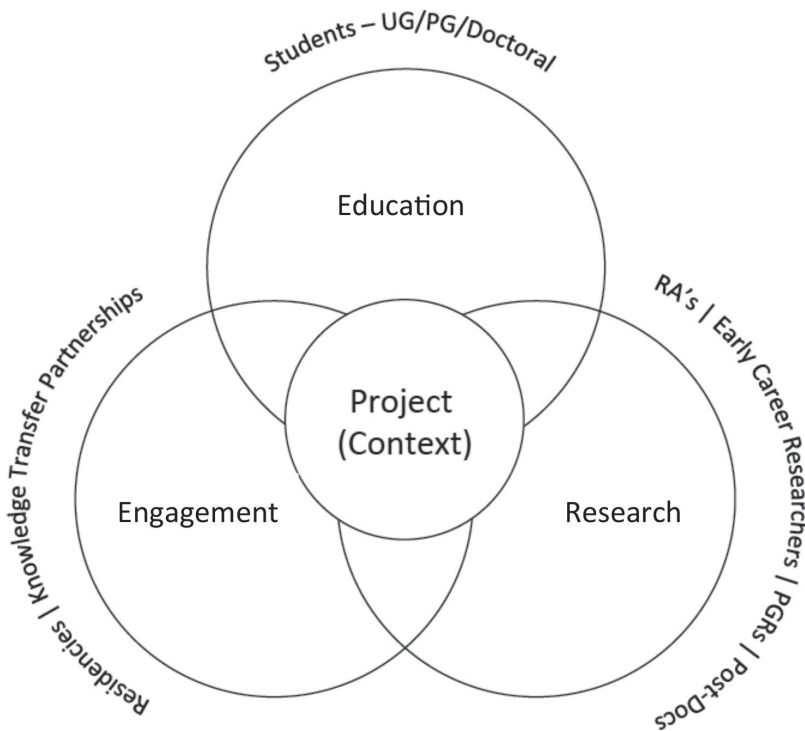 Students – UG/PG/Doctoral
Education
Residencies | Knowledge Transfer Partnerships
RA's | Early Career Researchers | PGRs | Post-Docs
Project
(Context)
Engagement
Research